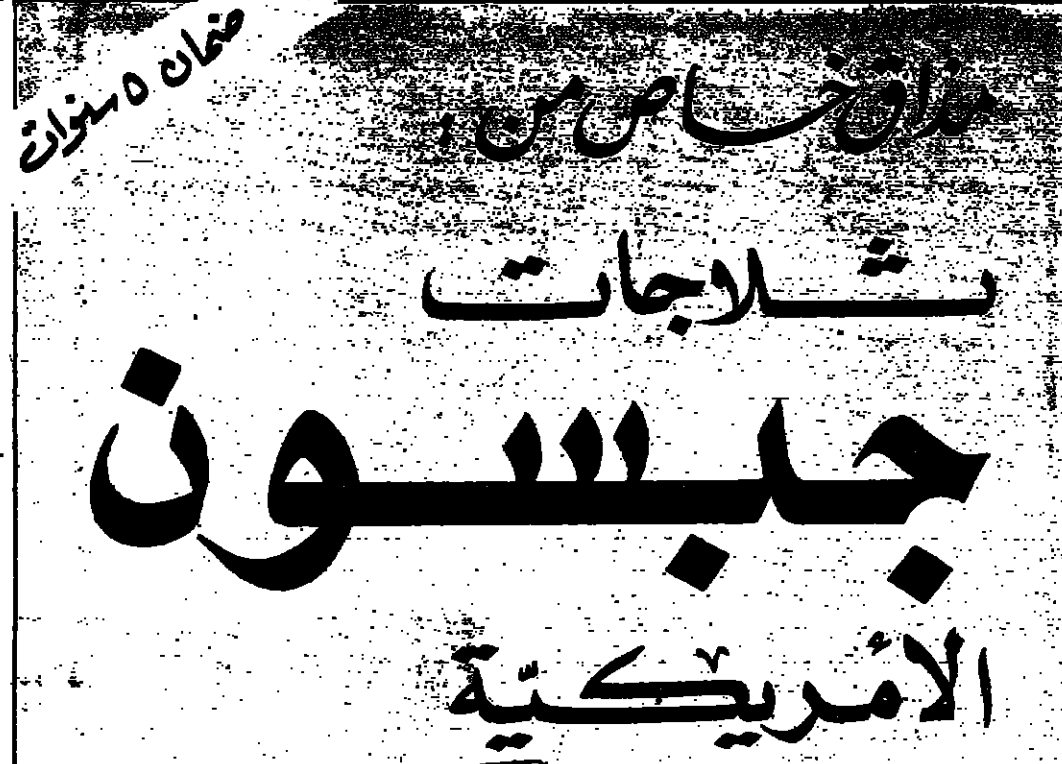 ضمان ٥ سنوات
مذاق خاص من :
ثلاجات
جبسون
الأمريكيّة